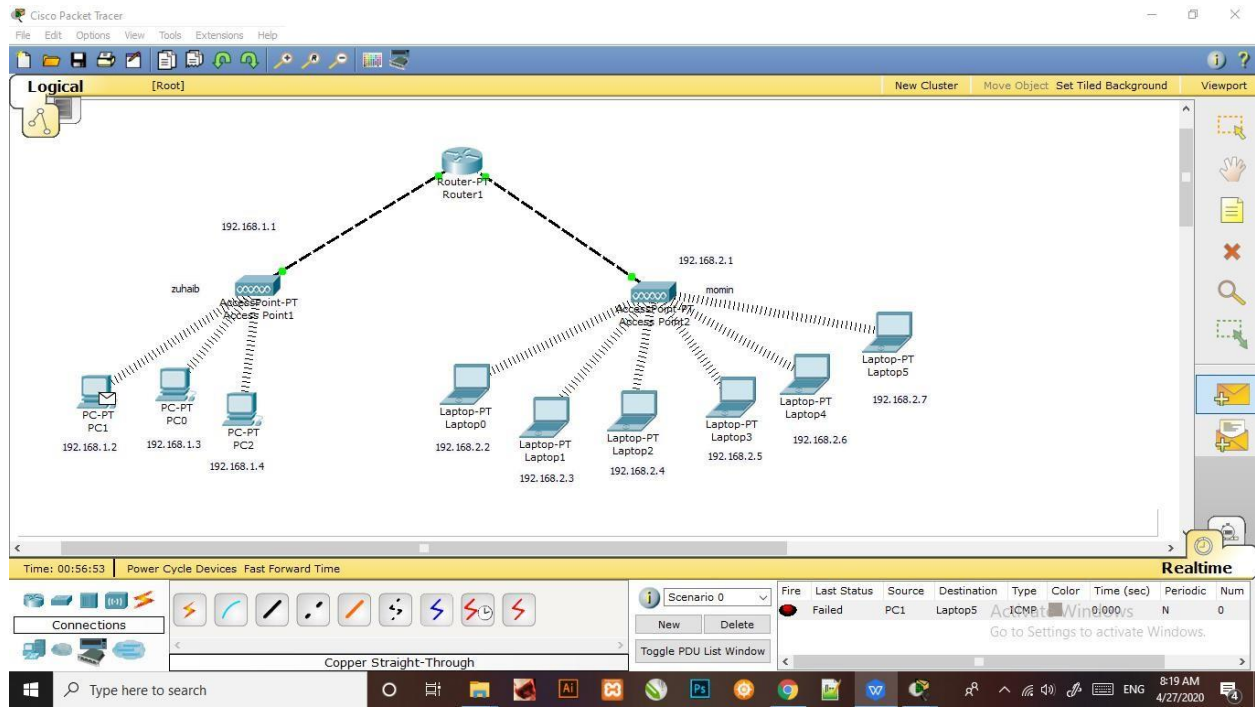 Cisco Packet Tracer
File Edit Options View Tools Extensions Help
Logical [Root] New Cluster Move Object Set Tiled Background Viewport
Router-PT
Router1
192.168.1.1
192.168.2.1
zuhaib
momin
AccessPoint-PT
Access Point1
AccessPoint-PT
Access Point2
Laptop-PT
Laptop5
192.168.2.7
PC-PT
PC1
192.168.1.2
PC-PT
PC0
192.168.1.3
PC-PT
PC2
192.168.1.4
Laptop-PT
Laptop0
192.168.2.2
Laptop-PT
Laptop1
192.168.2.3
Laptop-PT
Laptop2
192.168.2.4
Laptop-PT
Laptop3
192.168.2.5
Laptop-PT
Laptop4
192.168.2.6
Time: 00:56:53 Power Cycle Devices Fast Forward Time Realtime
Connections
Copper Straight-Through
Scenario 0
New Delete
Toggle PDU List Window
Fire Last Status Source Destination Type Color Time (sec) Periodic Num
Failed PC1 Laptop5 ICMP 0.000 N 0
Activate Windows
Go to Settings to activate Windows.
Type here to search
Ai
Ps
ENG
8:19 AM
4/27/2020
4